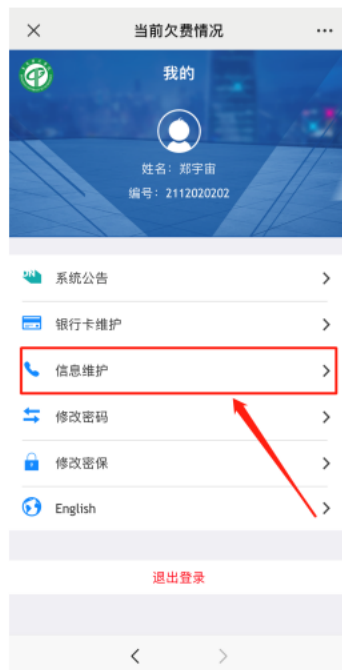 当前欠费情况
我的
姓名：郑宇宙
编号：2112020202
系统公告
银行卡维护
信息维护
修改密码
修改密保
English
退出登录